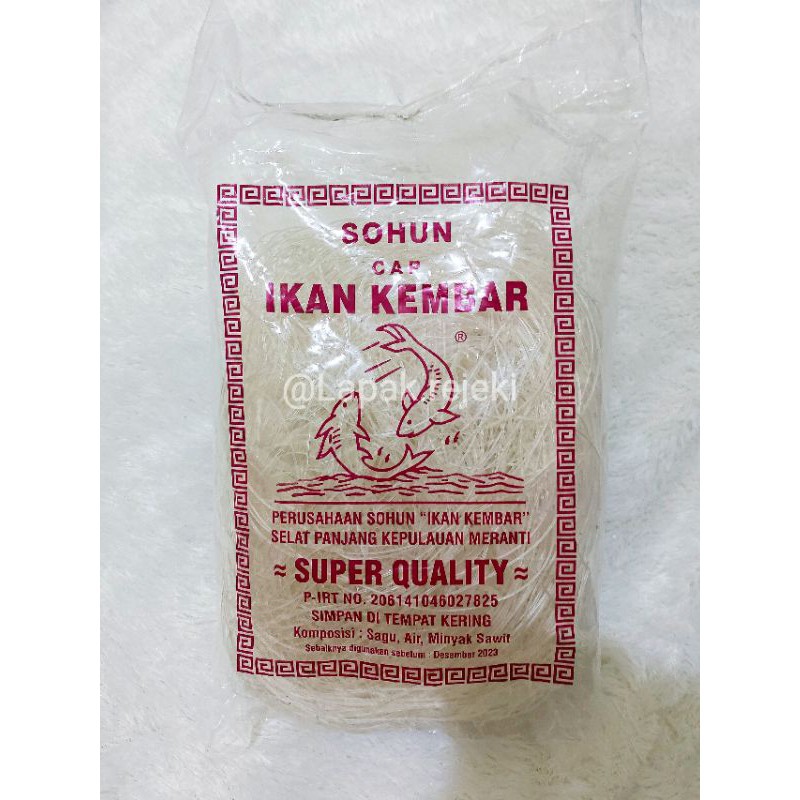 SOHUN
CAP
IKAN KEMBAR
®
@Lapak rejeki
PERUSAHAAN SOHUN "IKAN KEMBAR"
SELAT PANJANG KEPULAUAN MERANTI
≈ SUPER QUALITY ≈
P-IRT NO. 206141046027825
SIMPAN DI TEMPAT KERING
Komposisi : Sagu, Air, Minyak Sawit
Sebaiknya digunakan sebelum : Desember 2023